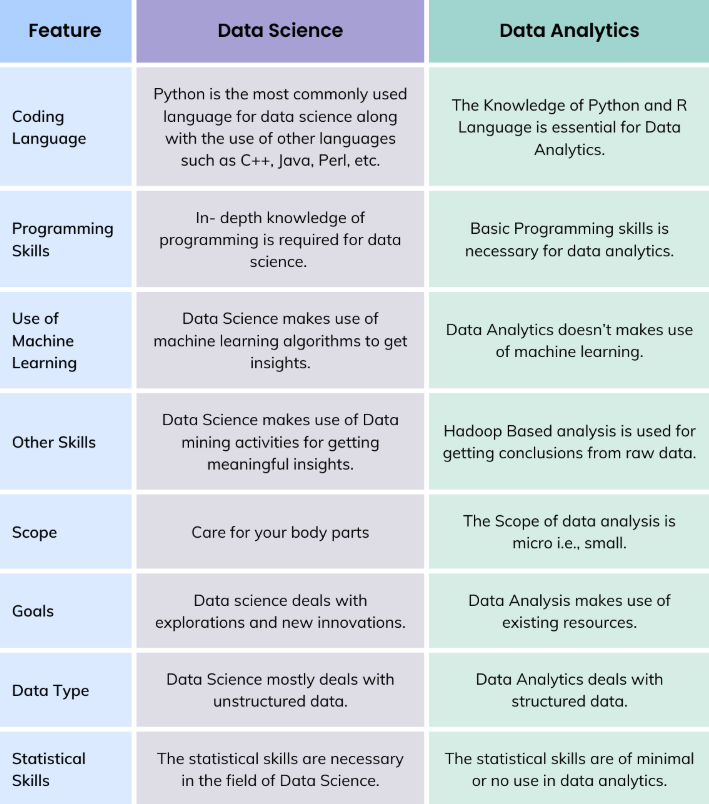 Feature
Data Science
Data Analytics
Coding
Language
Python is the most commonly used
language for data science along
with the use of other languages
such as C++, Java, Perl, etc.
The Knowledge of Python and R
Language is essential for Data
Analytics.
Programming
Skills
In- depth knowledge of
programming is required for data
science.
Basic Programming skills is
necessary for data analytics.
Use of
Machine
Learning
Data Science makes use of
machine learning algorithms to get
insights.
Data Analytics doesn’t makes use
of machine learning.
Other Skills
Data Science makes use of Data
mining activities for getting
meaningful insights.
Hadoop Based analysis is used for
getting conclusions from raw data.
Scope
Care for your body parts
The Scope of data analysis is
micro i.e., small.
Goals
Data science deals with
explorations and new innovations.
Data Analysis makes use of
existing resources.
Data Type
Data Science mostly deals with
unstructured data.
Data Analytics deals with
structured data.
Statistical
Skills
The statistical skills are necessary
in the field of Data Science.
The statistical skills are of minimal
or no use in data analytics.